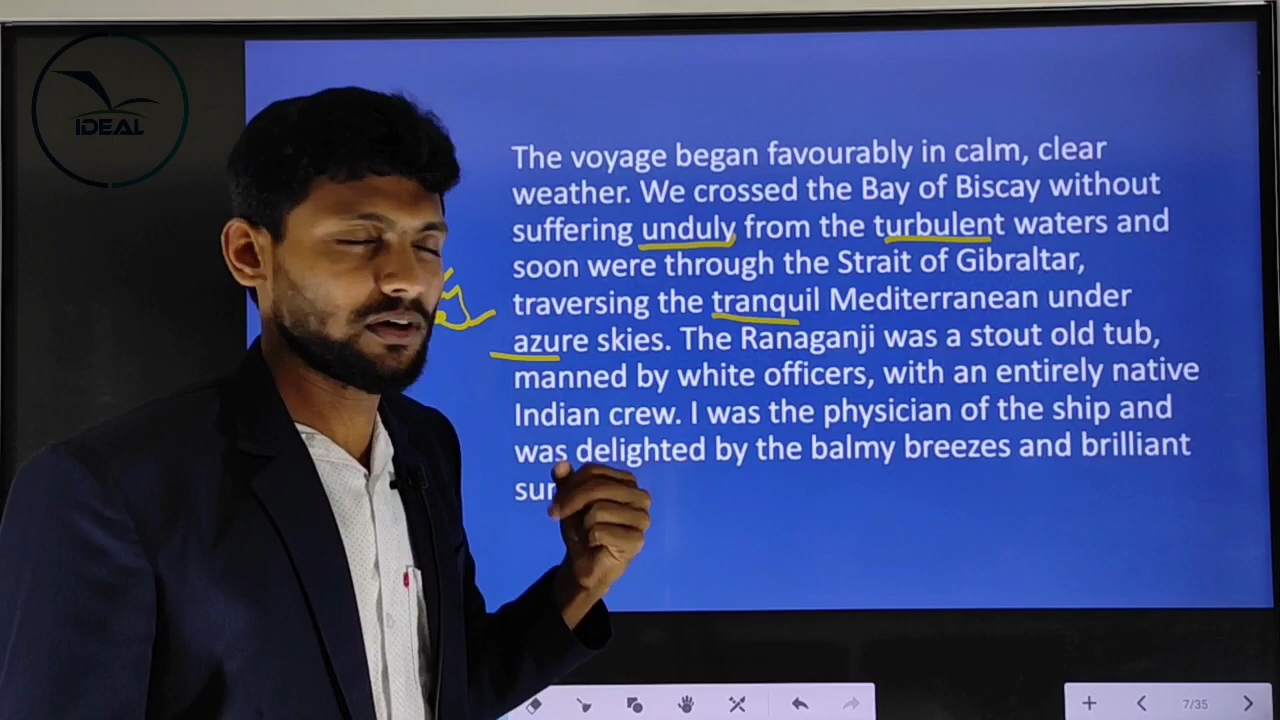 IDEAL
The voyage began favourably in calm, clear
weather. We crossed the Bay of Biscay without
suffering unduly from the turbulent waters and
soon were through the Strait of Gibraltar,
traversing the tranquil Mediterranean under
azure skies. The Ranaganji was a stout old tub,
manned by white officers, with an entirely native
Indian crew. I was the physician of the ship and
was delighted by the balmy breezes and brilliant
7/35